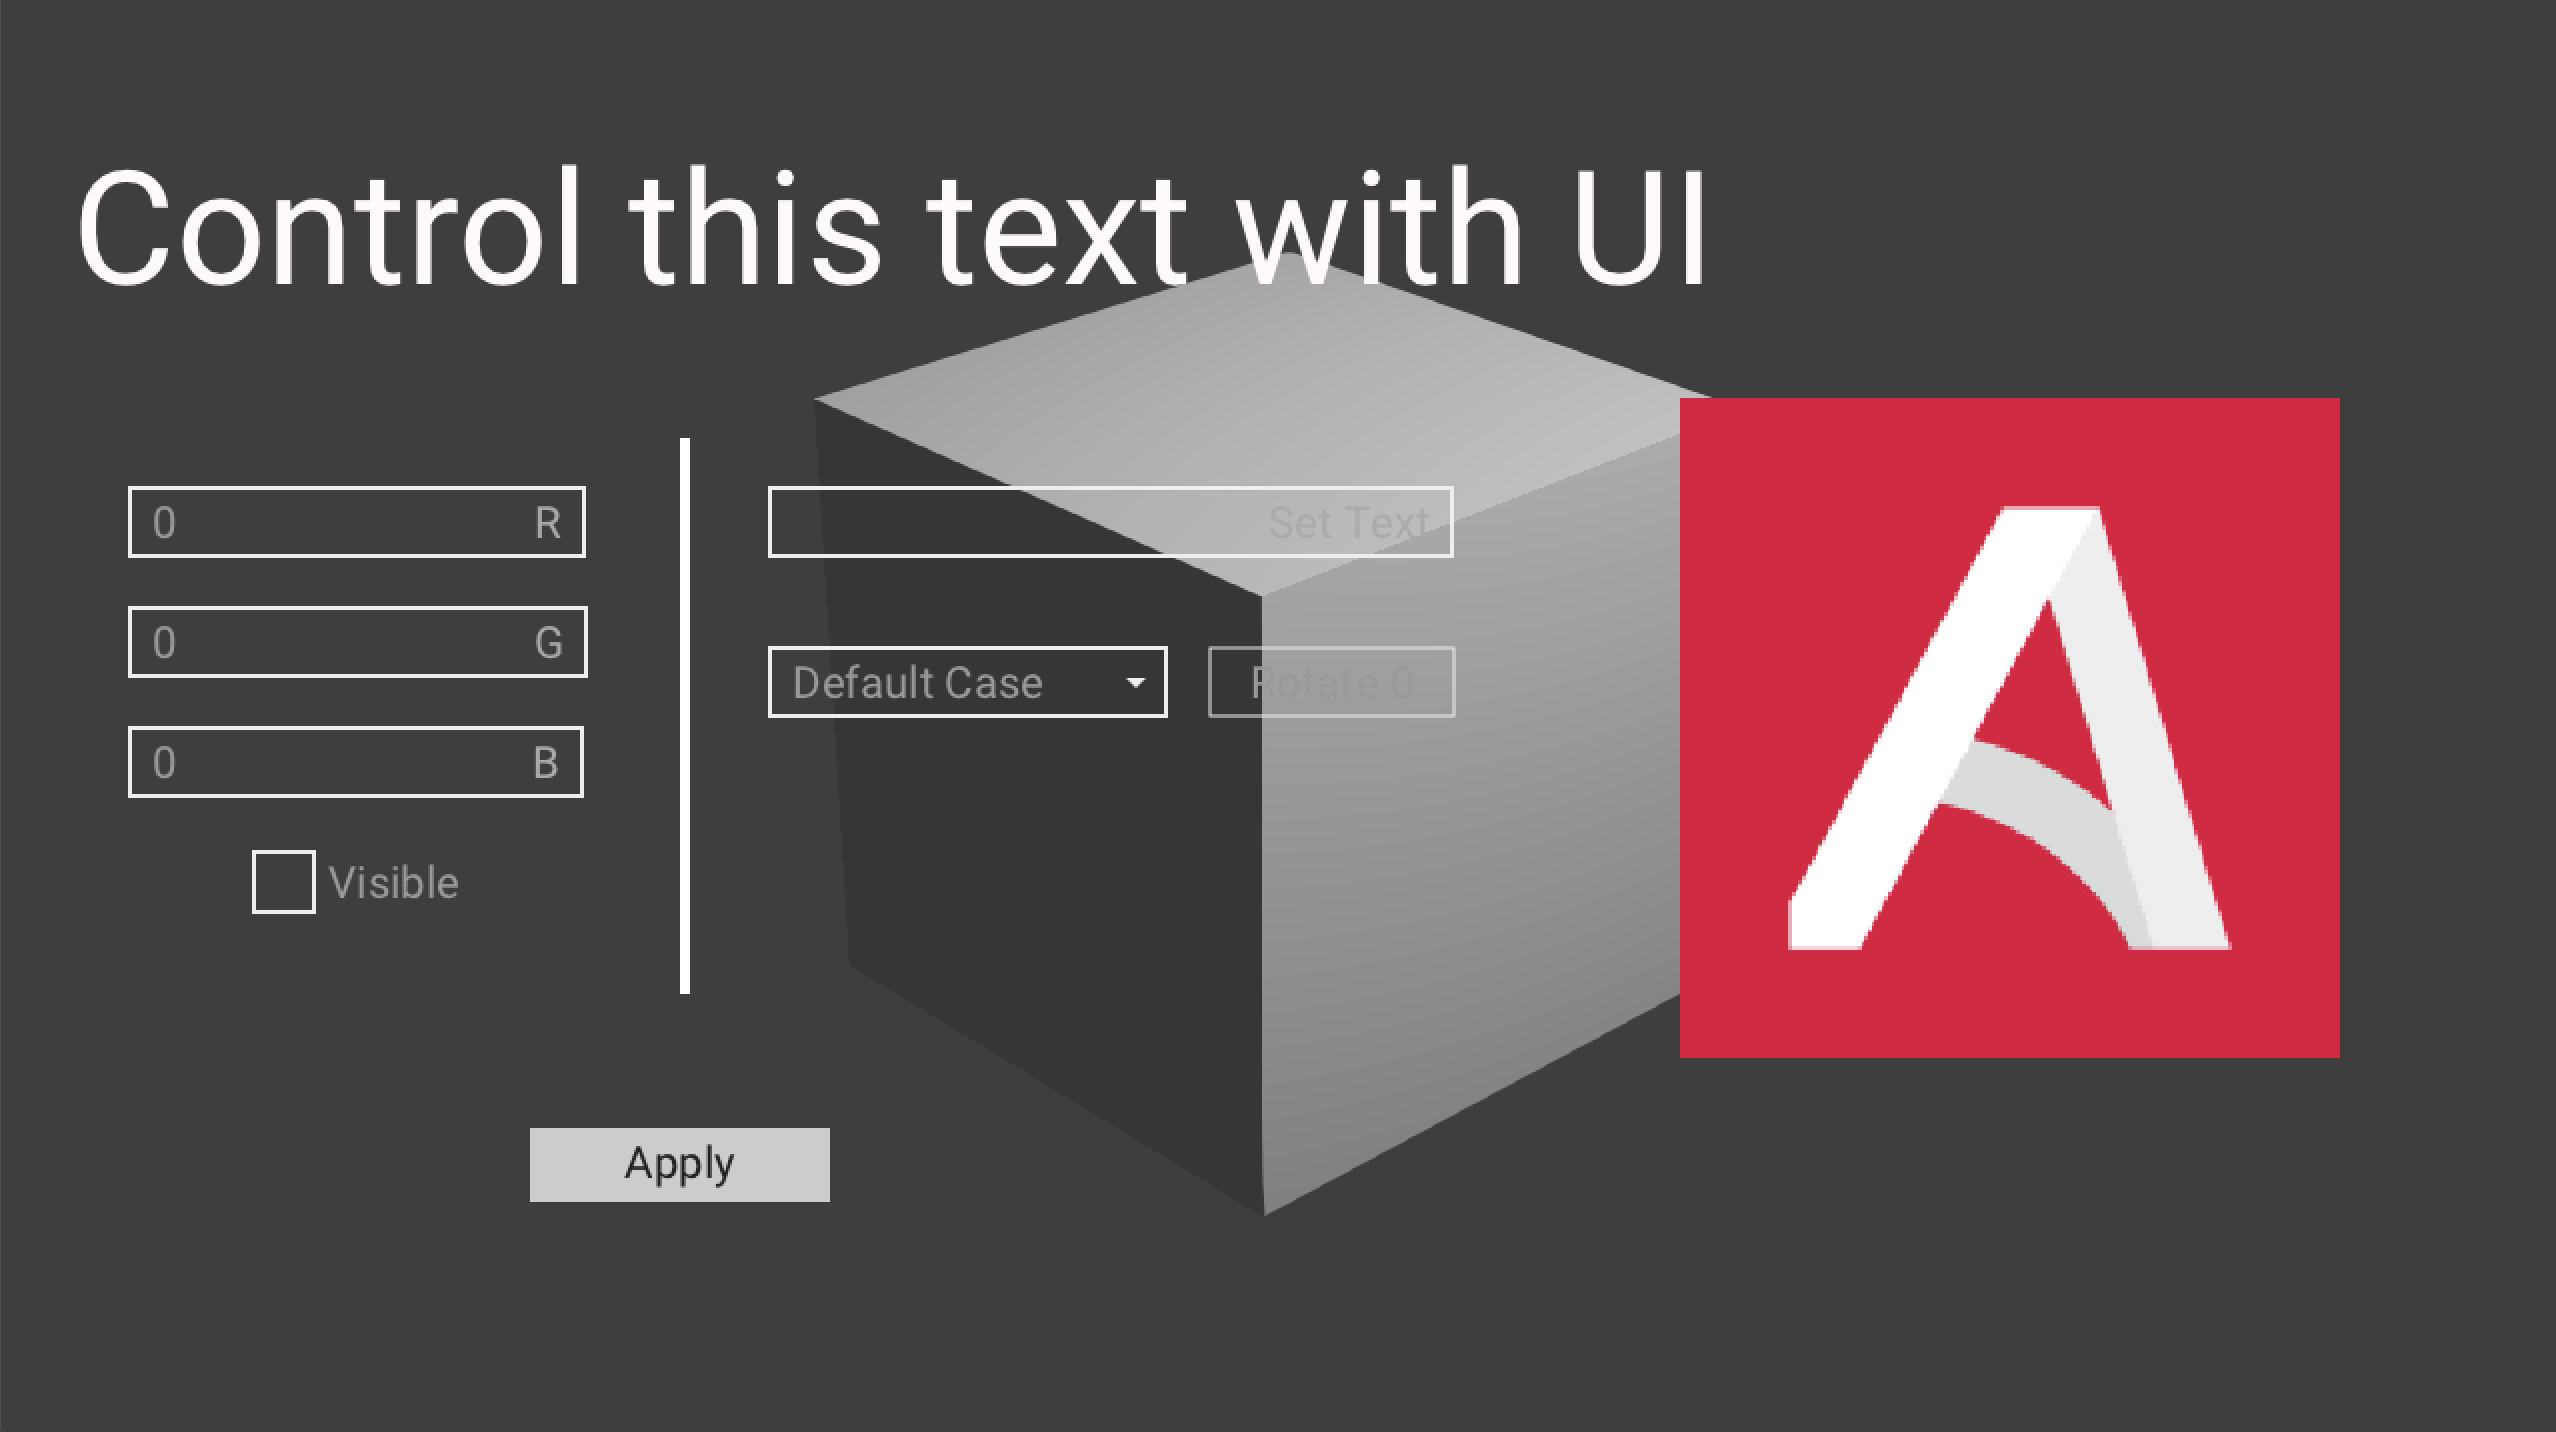 Control this text with UI
0 R
0 G
0 B
Visible
Set Text
Default Case
Rotate 0
Apply
A